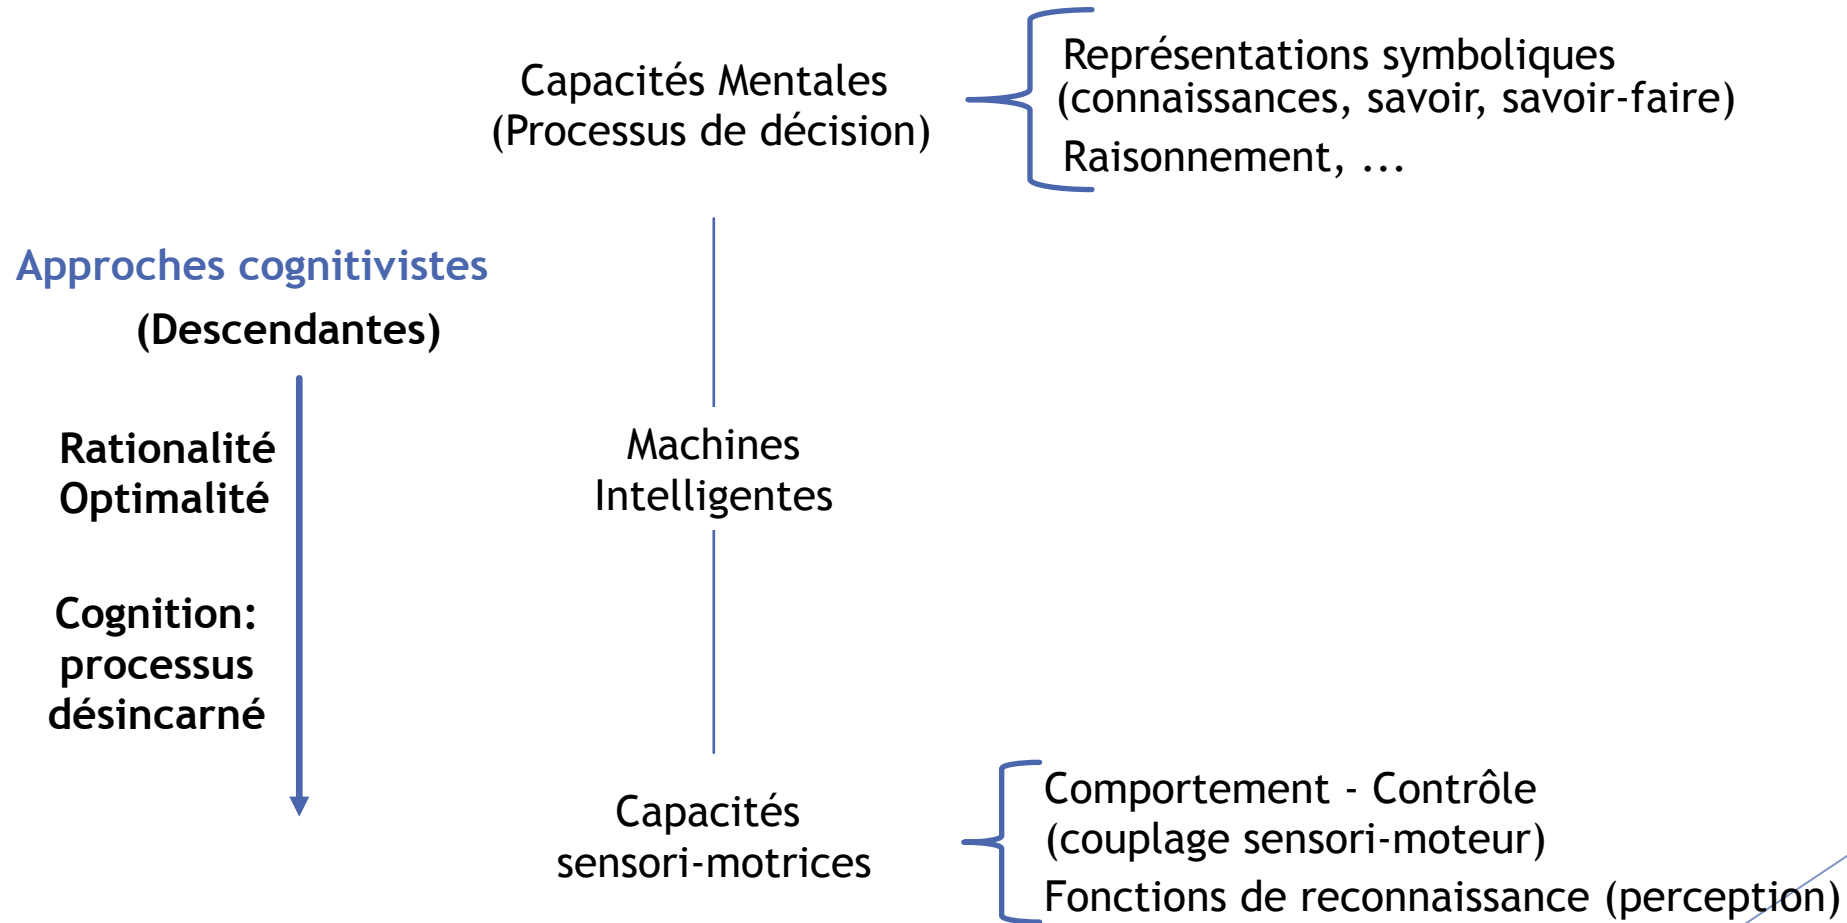 Capacités Mentales
(Processus de décision)
Représentations symboliques
(connaissances, savoir, savoir-faire)
Raisonnement, ...
Approches cognitivistes
(Descendantes)
Rationalité
Optimalité
Cognition:
processus
désincarné
Machines
Intelligentes
Capacités
sensori-motrices
Comportement - Contrôle
(couplage sensori-moteur)
Fonctions de reconnaissance (perception)